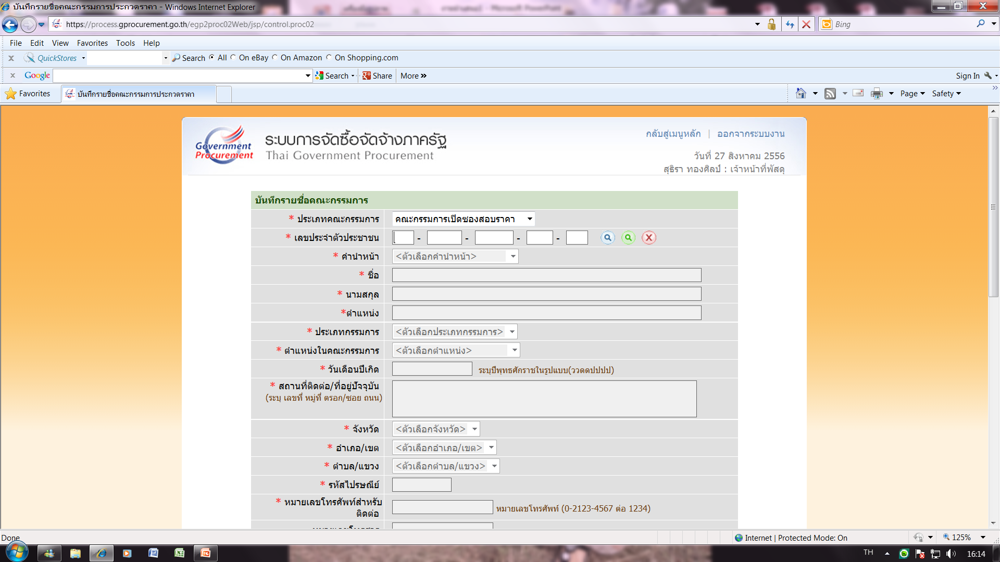 บันทึกรายชื่อคณะกรรมการประกวดราคา - Windows Internet Explorer
https://process.gprocurement.go.th/egp2proc02Web/jsp/control.proc02
Bing
File Edit View Favorites Tools Help
x QuickStores Search All On eBay On Amazon On Shopping.com
x Google Search Share More »
Sign In
Favorites บันทึกรายชื่อคณะกรรมการประกวดราคา
Page Safety »
Government Procurement
ระบบการจัดซื้อจัดจ้างภาครัฐ
Thai Government Procurement
กลับสู่เมนูหลัก | ออกจากระบบงาน
วันที่ 27 สิงหาคม 2556
สุธิรา ทองศิลป์ : เจ้าหน้าที่พัสดุ
บันทึกรายชื่อคณะกรรมการ
* ประเภทคณะกรรมการ คณะกรรมการเปิดซองสอบราคา
* เลขประจำตัวประชาชน - - - -
* คำนำหน้า <ตัวเลือกคำนำหน้า>
* ชื่อ
* นามสกุล
*ตำแหน่ง
* ประเภทกรรมการ <ตัวเลือกประเภทกรรมการ>
* ตำแหน่งในคณะกรรมการ <ตัวเลือกตำแหน่ง>
* วันเดือนปีเกิด ระบุปีพุทธศักราชในรูปแบบ(ววดดปปปป)
* สถานที่ติดต่อ/ที่อยู่ปัจจุบัน
(ระบุ เลขที่ หมู่ที่ ตรอก/ซอย ถนน)
* จังหวัด <ตัวเลือกจังหวัด>
* อำเภอ/เขต <ตัวเลือกอำเภอ/เขต>
* ตำบล/แขวง <ตัวเลือกตำบล/แขวง>
* รหัสไปรษณีย์
* หมายเลขโทรศัพท์สำหรับ
ติดต่อ หมายเลขโทรศัพท์ (0-2123-4567 ต่อ 1234)
Done
Internet | Protected Mode: On
125%
TH
16:14